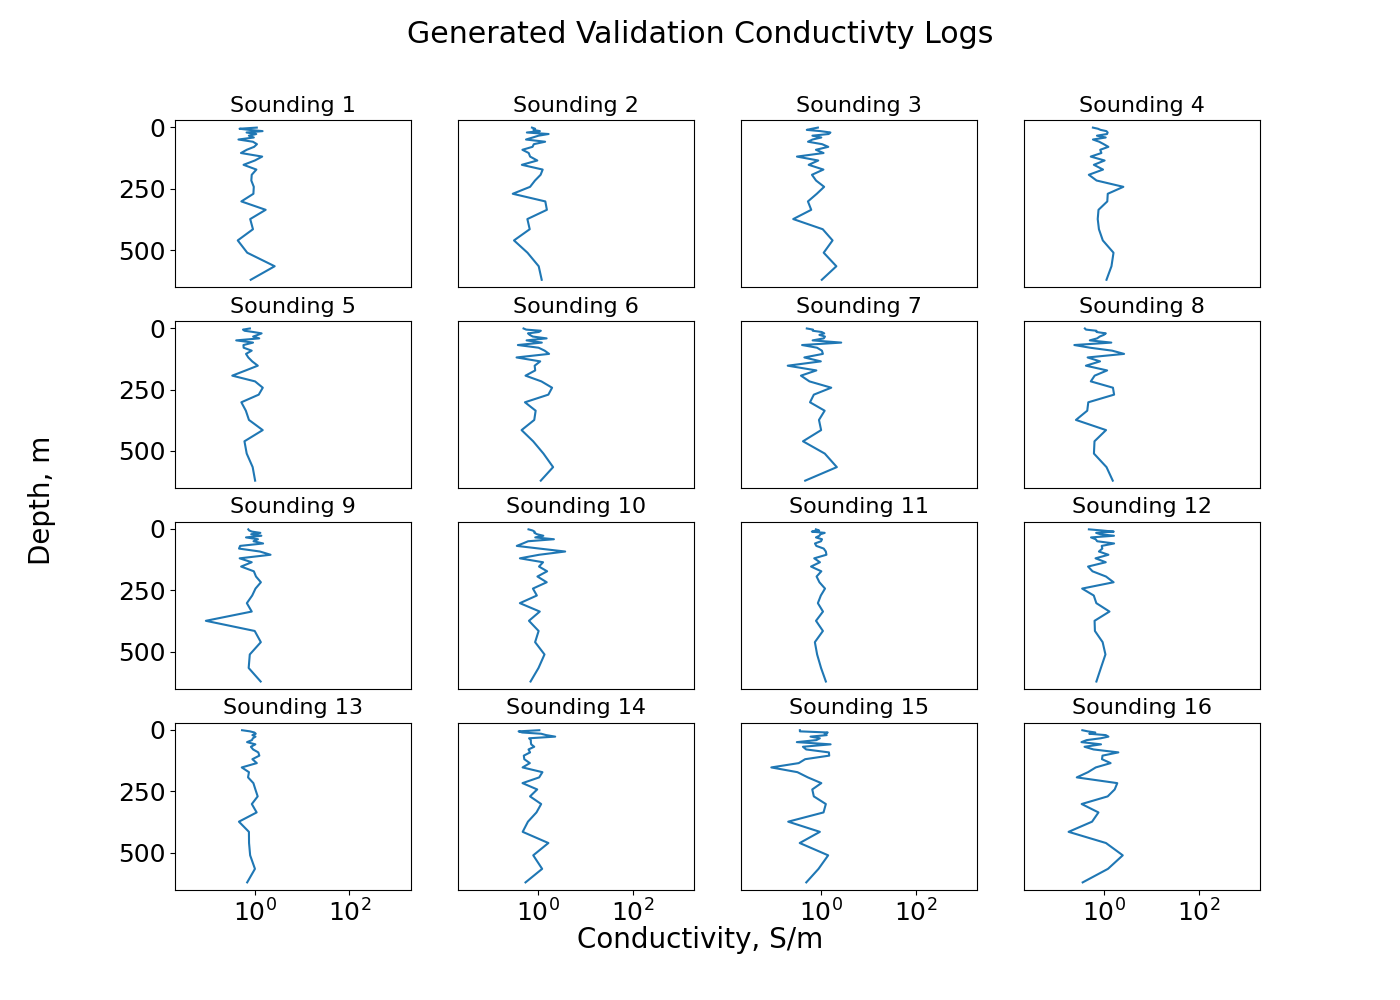 Generated Validation Conductivty Logs
Sounding 1 Sounding 2 Sounding 3 Sounding 4
0
250
500
Sounding 5 Sounding 6 Sounding 7 Sounding 8
0
250
500
Sounding 9 Sounding 10 Sounding 11 Sounding 12
0
250
500
Sounding 13 Sounding 14 Sounding 15 Sounding 16
0
250
500
10⁰ 10² 10⁰ 10² 10⁰ 10² 10⁰ 10²
Conductivity, S/m
Depth, m